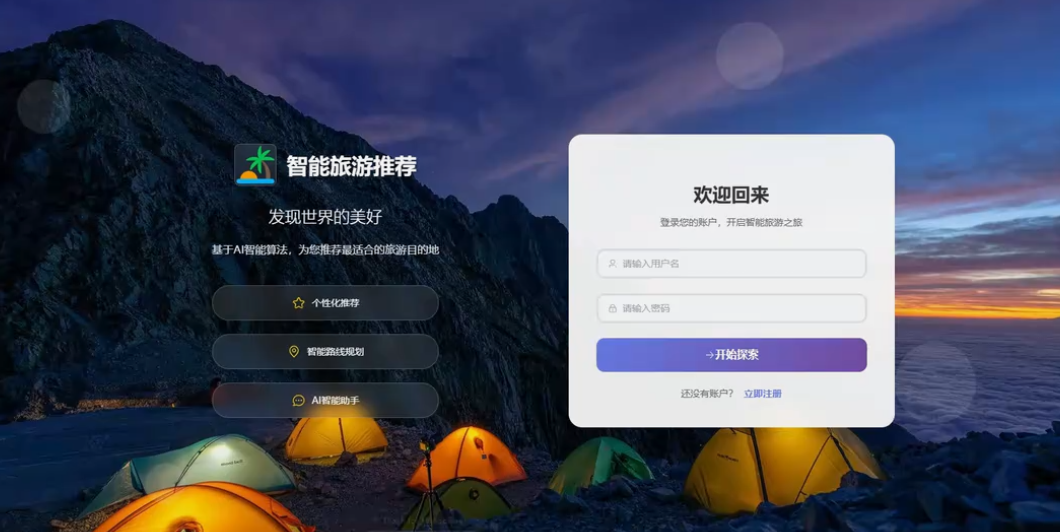 智能旅游推荐
发现世界的美好
基于AI智能算法，为您推荐最适合的旅游目的地
个性化推荐
智能路线规划
AI智能助手
欢迎回来
登录您的账户，开启智能旅游之旅
请输入用户名
请输入密码
→开始探索
还没有账户？ 立即注册